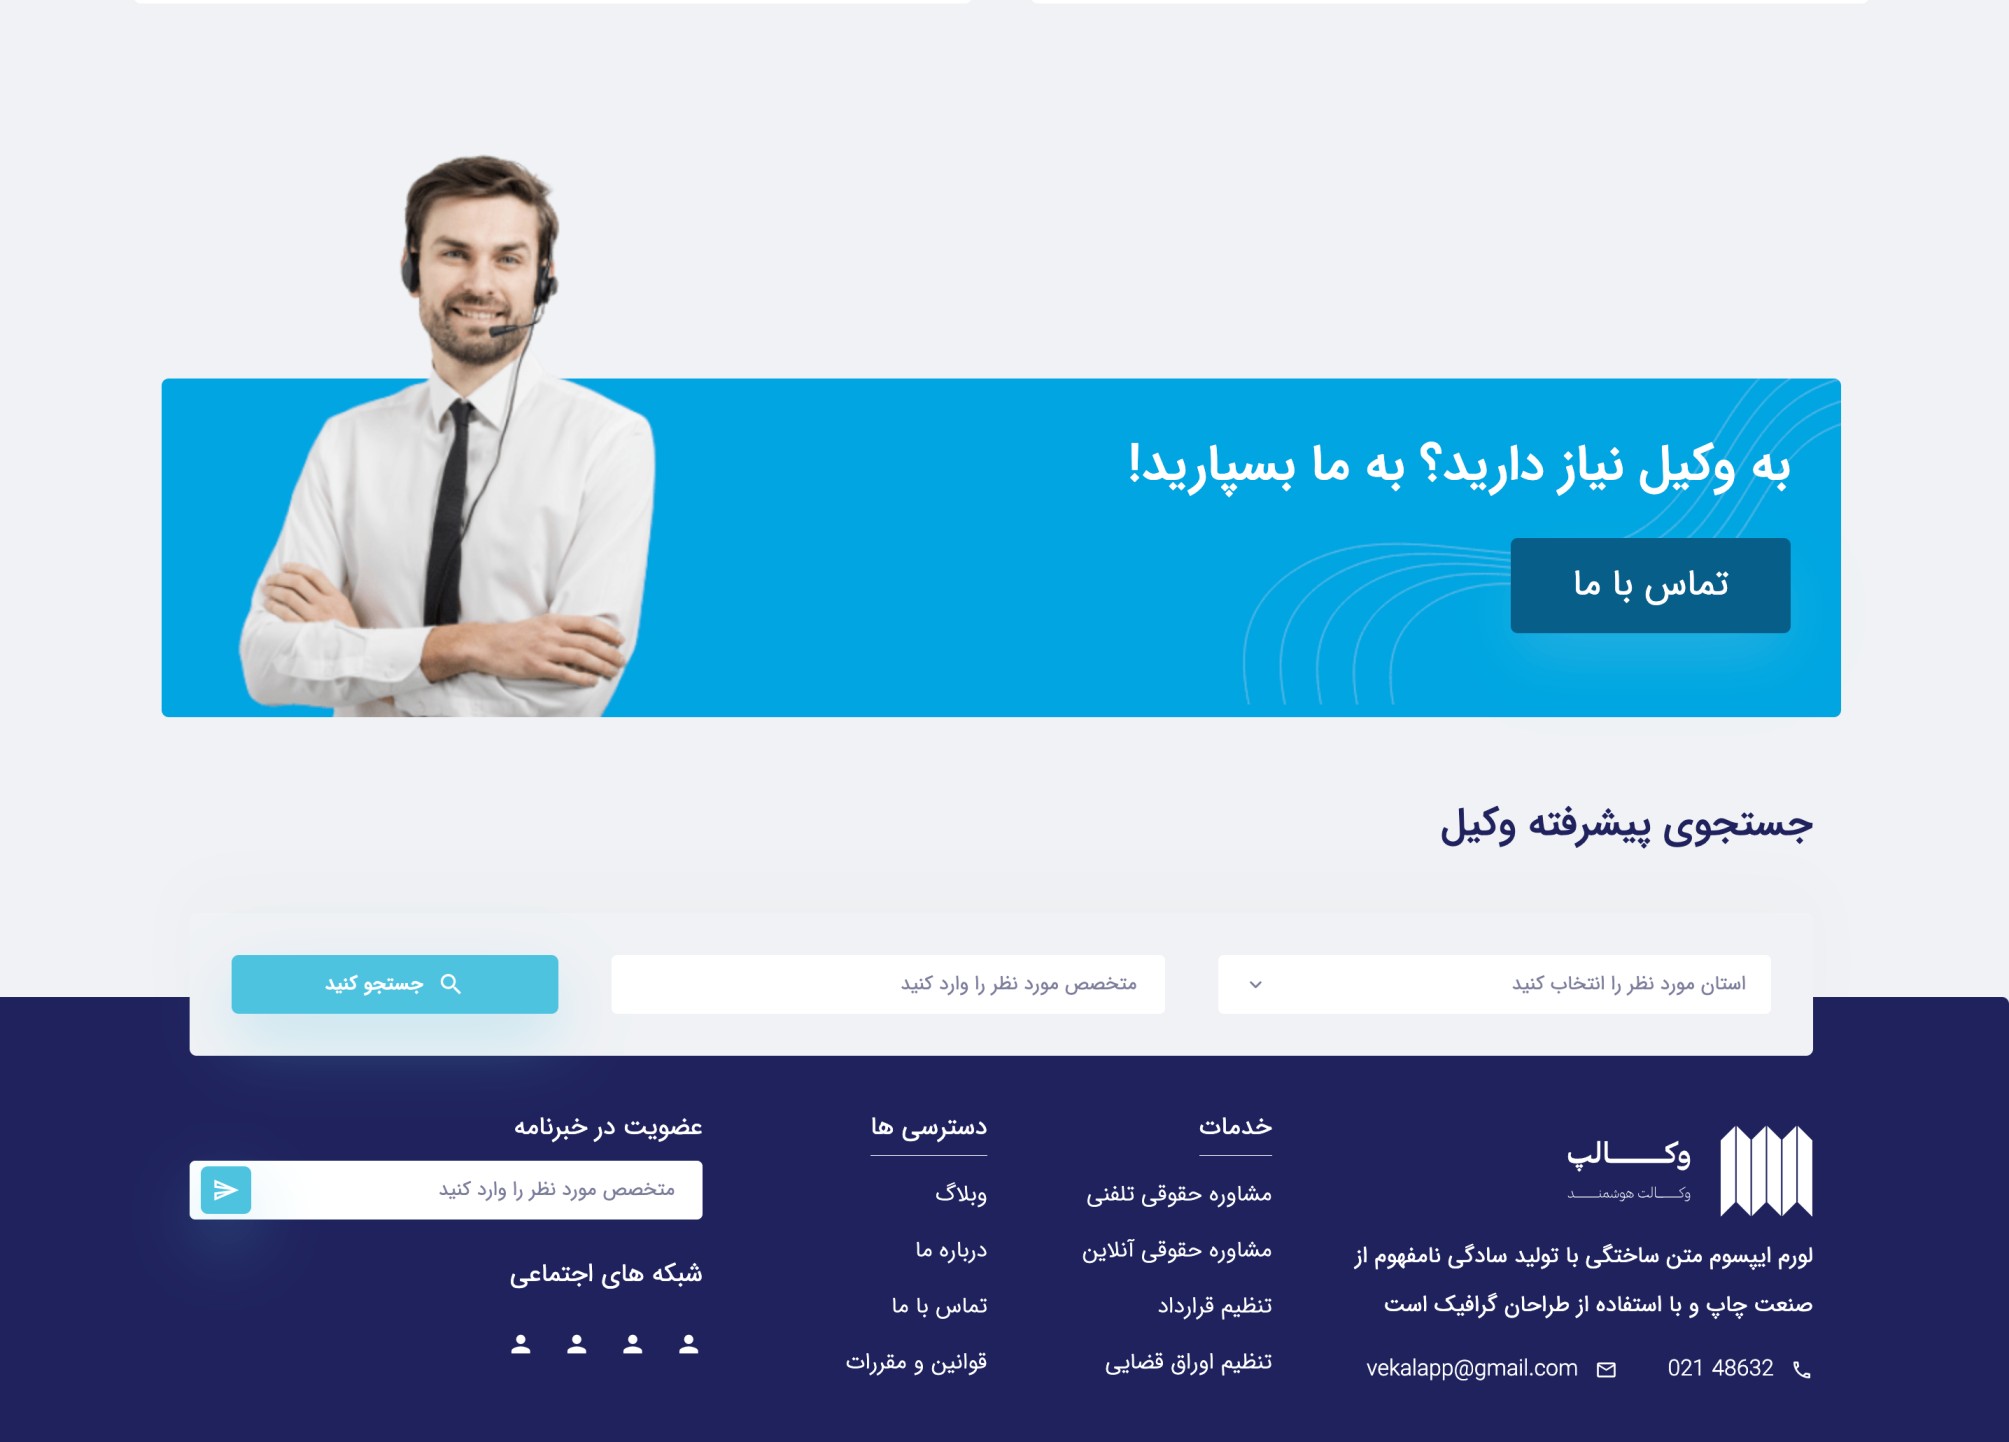 به وکیل نیاز دارید؟ به ما بسپارید!
تماس با ما
جستجوی پیشرفته وکیل
استان مورد نظر را انتخاب کنید
متخصص مورد نظر را وارد کنید
جستجو کنید
وکــــالپ
وکــــالت هوشمنــــد
لورم ایپسوم متن ساختگی با تولید سادگی نامفهوم از
صنعت چاپ و با استفاده از طراحان گرافیک است
021 48632
vekalapp@gmail.com
خدمات
مشاوره حقوقی تلفنی
مشاوره حقوقی آنلاین
تنظیم قرارداد
تنظیم اوراق قضایی
دسترسی ها
وبلاگ
درباره ما
تماس با ما
قوانین و مقررات
عضویت در خبرنامه
متخصص مورد نظر را وارد کنید
شبکه های اجتماعی